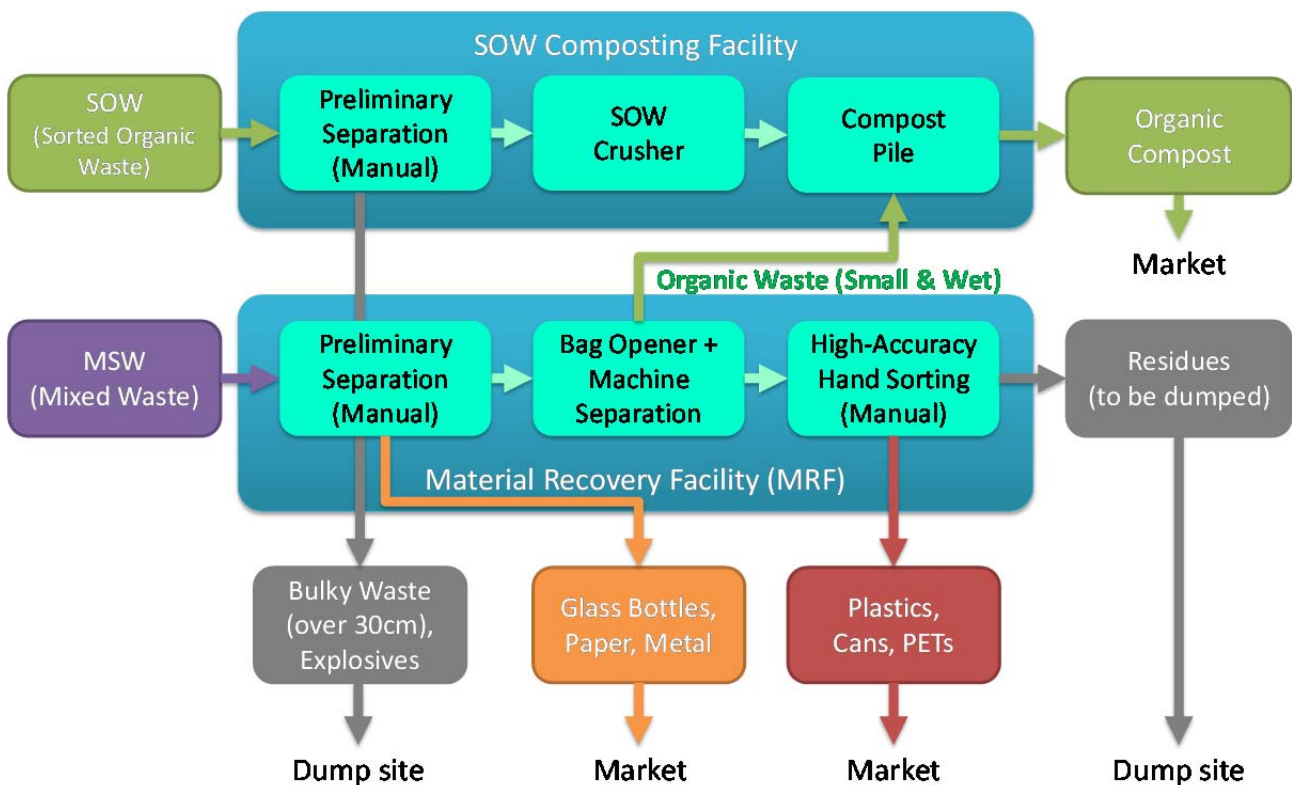 SOW Composting Facility
SOW
(Sorted Organic
Waste)
Preliminary
Separation
(Manual)
SOW
Crusher
Compost
Pile
Organic
Compost
Market
Organic Waste (Small & Wet)
MSW
(Mixed Waste)
Preliminary
Separation
(Manual)
Bag Opener +
Machine
Separation
High-Accuracy
Hand Sorting
(Manual)
Residues
(to be dumped)
Material Recovery Facility (MRF)
Bulky Waste
(over 30cm),
Explosives
Glass Bottles,
Paper, Metal
Plastics,
Cans, PETs
Dump site
Market
Market
Dump site